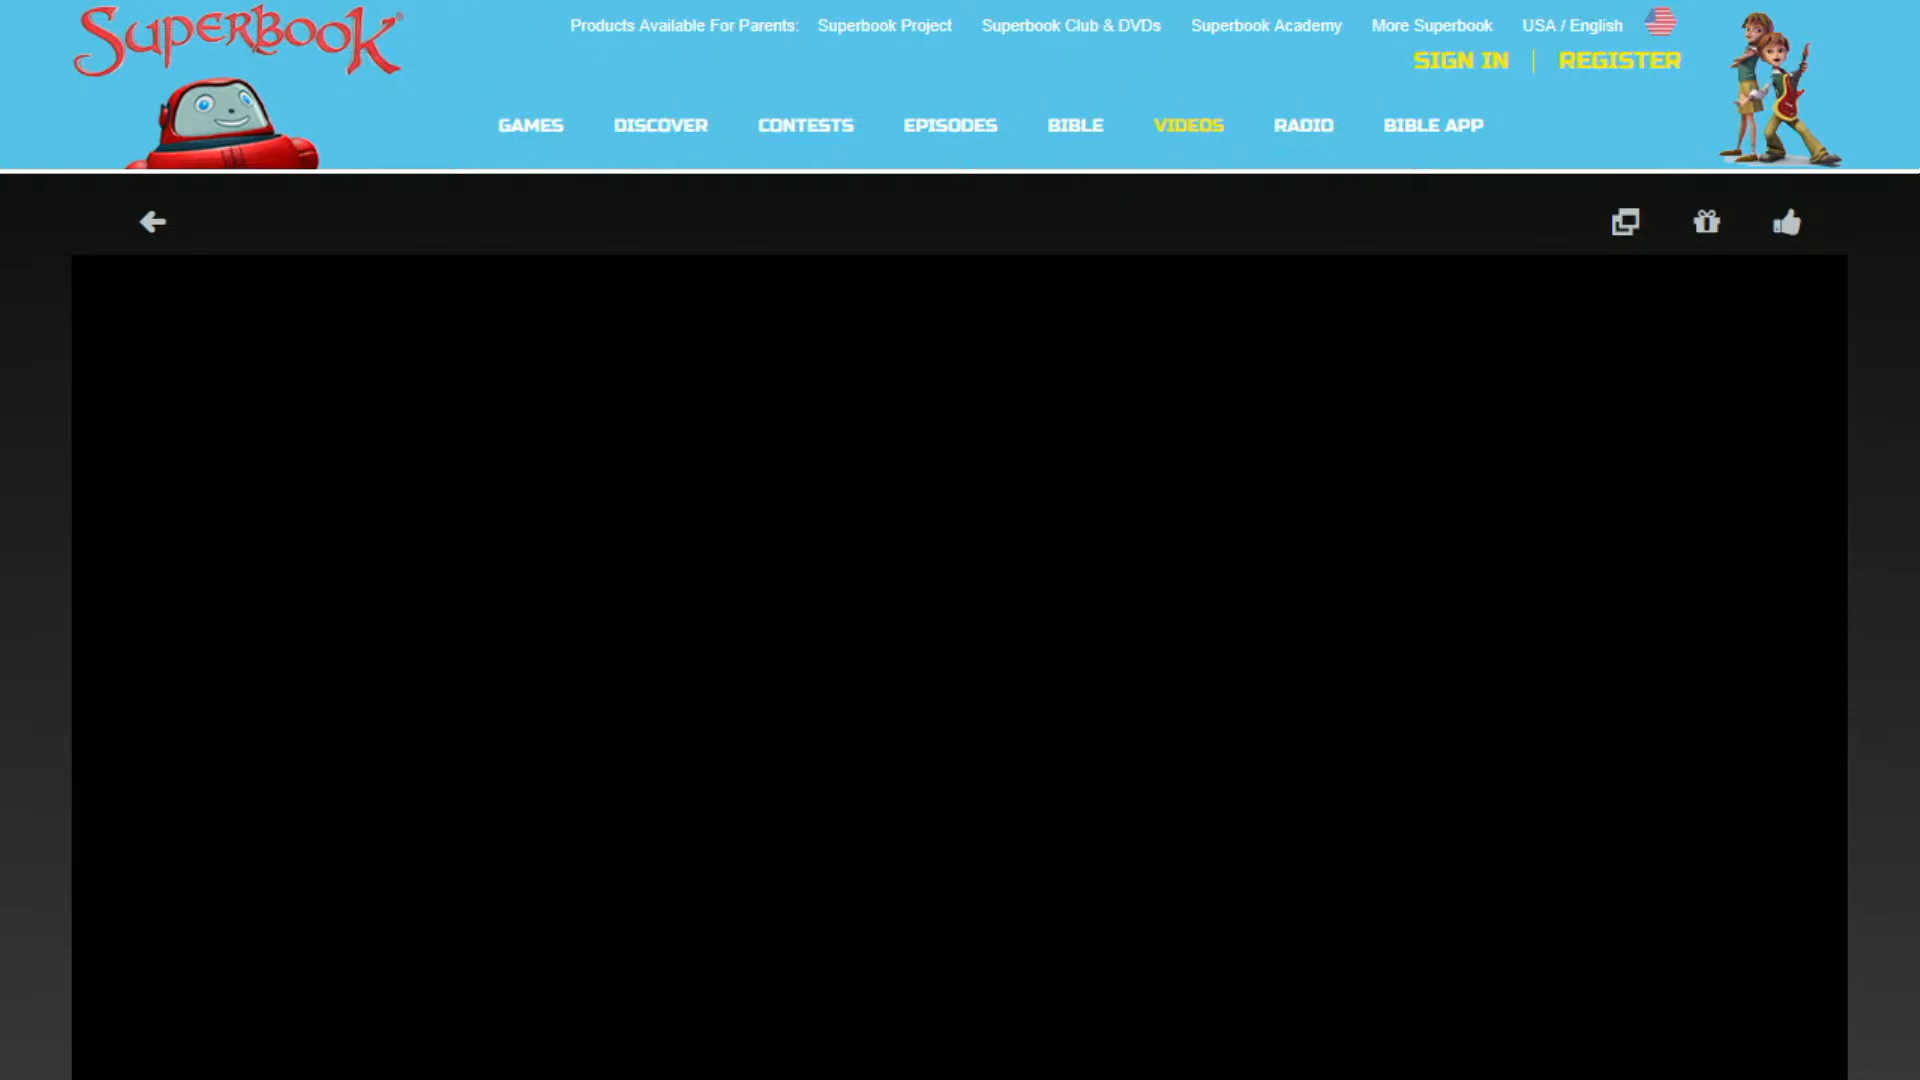 SUPERBOOK®
Products Available For Parents: Superbook Project Superbook Club & DVDs Superbook Academy More Superbook USA / English
SIGN IN | REGISTER
GAMES DISCOVER CONTESTS EPISODES BIBLE VIDEOS RADIO BIBLE APP